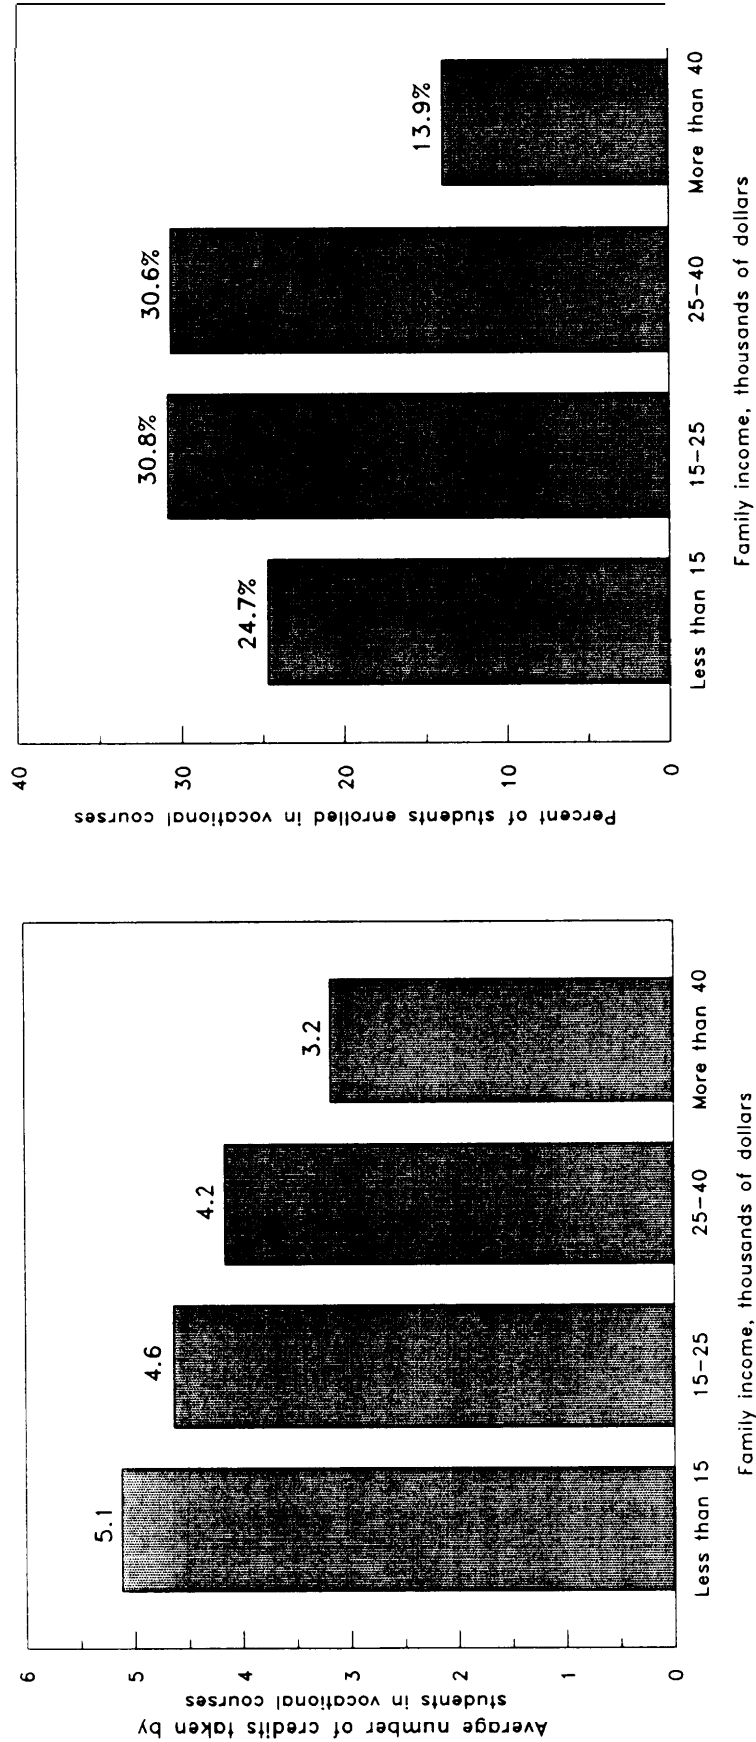 Average number of credits taken by
students in vocational courses
6
5
4
3
2
1
0
5.1
4.6
4.2
3.2
Less than 15
15-25
25-40
More than 40
Family income, thousands of dollars
Percent of students enrolled in vocational courses
40
30
20
10
0
24.7%
30.8%
30.6%
13.9%
Less than 15
15-25
25-40
More than 40
Family income, thousands of dollars